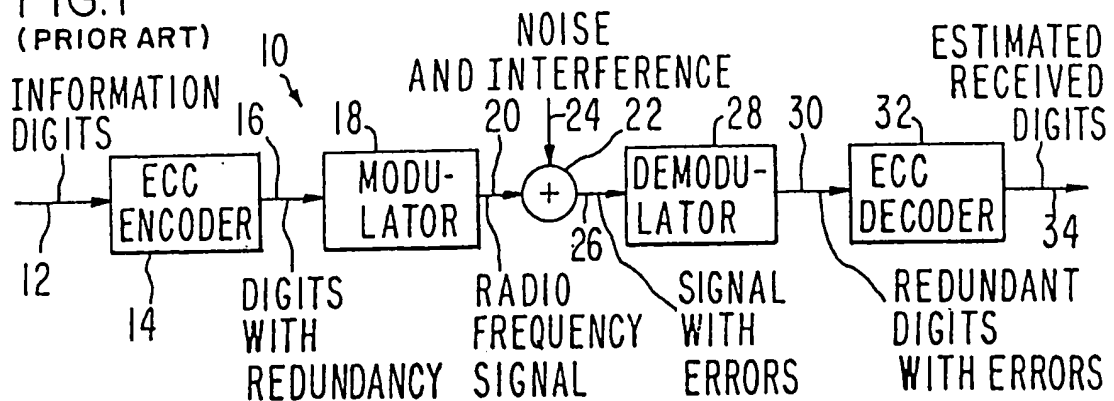 FIG.1
(PRIOR ART)
INFORMATION
DIGITS
10
12
ECC
ENCODER
14
16
DIGITS
WITH
REDUNDANCY
18
MODU-
LATOR
20
RADIO
FREQUENCY
SIGNAL
NOISE
AND INTERFERENCE
24
22
+
26
SIGNAL
WITH
ERRORS
28
DEMODU-
LATOR
30
REDUNDANT
DIGITS
WITH ERRORS
32
ECC
DECODER
ESTIMATED
RECEIVED
DIGITS
34